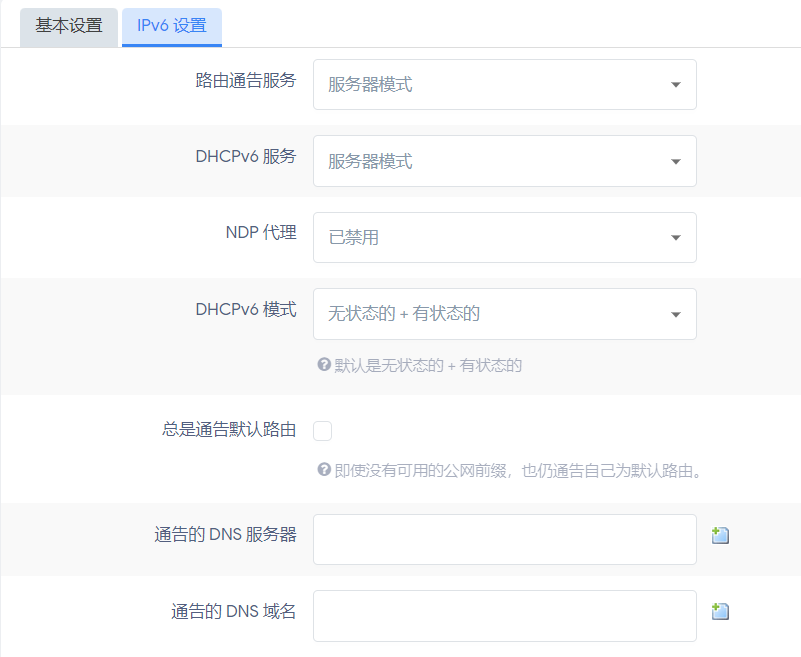 基本设置 IPv6 设置
路由通告服务 服务器模式
DHCPv6 服务 服务器模式
NDP 代理 已禁用
DHCPv6 模式 无状态的 + 有状态的
默认是无状态的 + 有状态的
总是通告默认路由
即使没有可用的公网前缀，也仍通告自己为默认路由。
通告的 DNS 服务器
通告的 DNS 域名